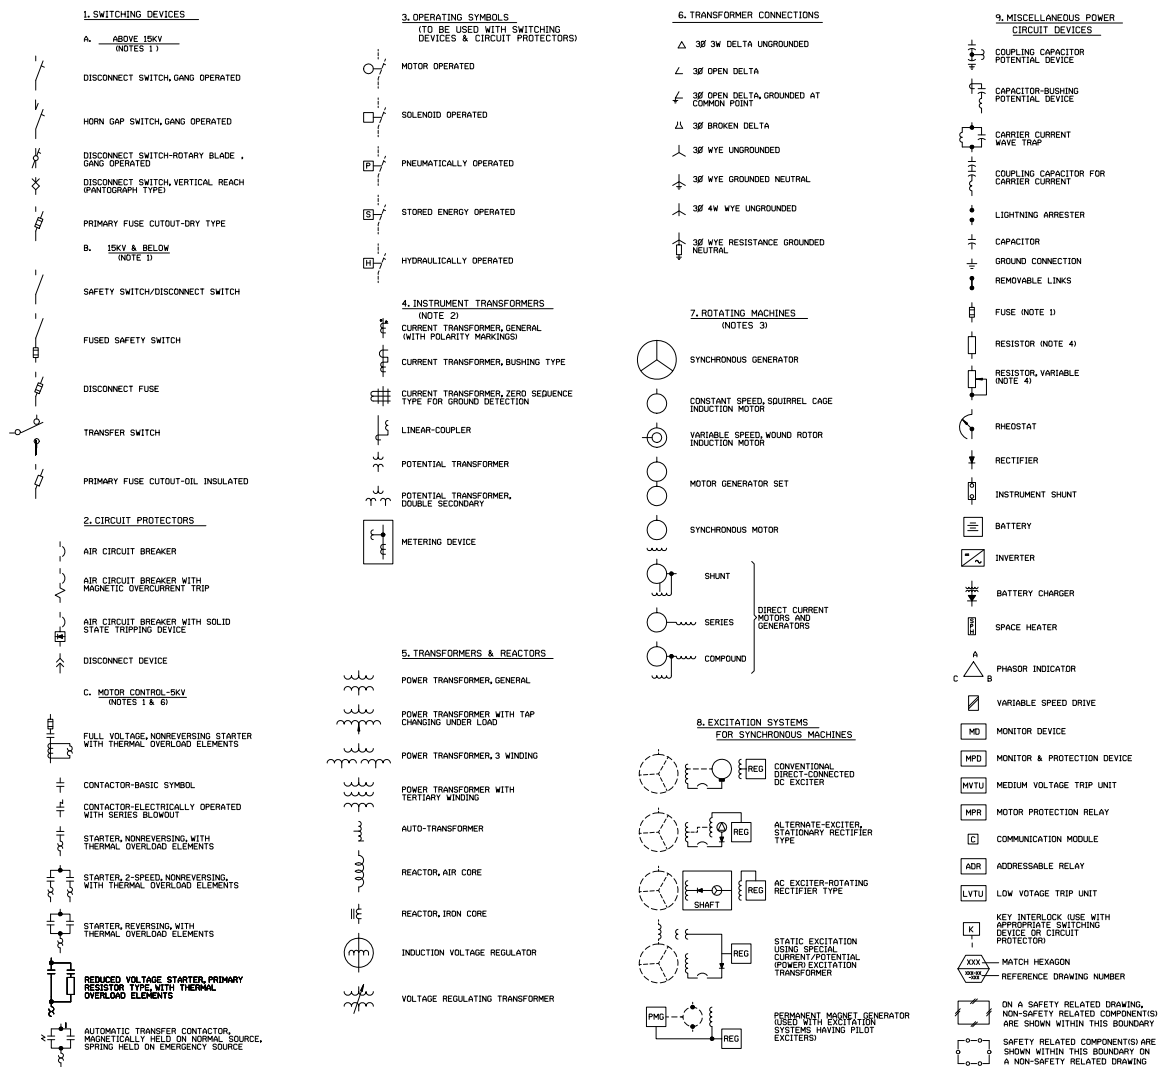 1. SWITCHING DEVICES
A. ABOVE 15KV
(NOTES 1 )
DISCONNECT SWITCH, GANG OPERATED
HORN GAP SWITCH, GANG OPERATED
DISCONNECT SWITCH-ROTARY BLADE ,
GANG OPERATED
DISCONNECT SWITCH, VERTICAL REACH
(PANTOGRAPH TYPE)
PRIMARY FUSE CUTOUT-DRY TYPE
B. 15KV & BELOW
(NOTE 1)
SAFETY SWITCH/DISCONNECT SWITCH
FUSED SAFETY SWITCH
DISCONNECT FUSE
TRANSFER SWITCH
PRIMARY FUSE CUTOUT-OIL INSULATED
2. CIRCUIT PROTECTORS
AIR CIRCUIT BREAKER
AIR CIRCUIT BREAKER WITH
MAGNETIC OVERCURRENT TRIP
AIR CIRCUIT BREAKER WITH SOLID
STATE TRIPPING DEVICE
DISCONNECT DEVICE
C. MOTOR CONTROL-5KV
(NOTES 1 & 6)
FULL VOLTAGE, NONREVERSING STARTER
WITH THERMAL OVERLOAD ELEMENTS
CONTACTOR-BASIC SYMBOL
CONTACTOR-ELECTRICALLY OPERATED
WITH SERIES BLOWOUT
STARTER, NONREVERSING, WITH
THERMAL OVERLOAD ELEMENTS
STARTER, 2-SPEED, NONREVERSING,
WITH THERMAL OVERLOAD ELEMENTS
STARTER, REVERSING, WITH
THERMAL OVERLOAD ELEMENTS
REDUCED VOLTAGE STARTER, PRIMARY
RESISTOR TYPE, WITH THERMAL
OVERLOAD ELEMENTS
AUTOMATIC TRANSFER CONTACTOR,
MAGNETICALLY HELD ON NORMAL SOURCE,
SPRING HELD ON EMERGENCY SOURCE
3. OPERATING SYMBOLS
(TO BE USED WITH SWITCHING
DEVICES & CIRCUIT PROTECTORS)
MOTOR OPERATED
SOLENOID OPERATED
P
PNEUMATICALLY OPERATED
S
STORED ENERGY OPERATED
H
HYDRAULICALLY OPERATED
4. INSTRUMENT TRANSFORMERS
(NOTE 2)
CURRENT TRANSFORMER, GENERAL
(WITH POLARITY MARKINGS)
CURRENT TRANSFORMER, BUSHING TYPE
CURRENT TRANSFORMER, ZERO SEQUENCE
TYPE FOR GROUND DETECTION
LINEAR-COUPLER
POTENTIAL TRANSFORMER
POTENTIAL TRANSFORMER,
DOUBLE SECONDARY
METERING DEVICE
5. TRANSFORMERS & REACTORS
POWER TRANSFORMER, GENERAL
POWER TRANSFORMER WITH TAP
CHANGING UNDER LOAD
POWER TRANSFORMER, 3 WINDING
POWER TRANSFORMER WITH
TERTIARY WINDING
AUTO-TRANSFORMER
REACTOR, AIR CORE
REACTOR, IRON CORE
INDUCTION VOLTAGE REGULATOR
VOLTAGE REGULATING TRANSFORMER
6. TRANSFORMER CONNECTIONS
3Ø 3W DELTA UNGROUNDED
3Ø OPEN DELTA
3Ø OPEN DELTA, GROUNDED AT
COMMON POINT
3Ø BROKEN DELTA
3Ø WYE UNGROUNDED
3Ø WYE GROUNDED NEUTRAL
3Ø 4W WYE UNGROUNDED
3Ø WYE RESISTANCE GROUNDED
NEUTRAL
7. ROTATING MACHINES
(NOTES 3)
SYNCHRONOUS GENERATOR
CONSTANT SPEED, SQUIRREL CAGE
INDUCTION MOTOR
VARIABLE SPEED, WOUND ROTOR
INDUCTION MOTOR
MOTOR GENERATOR SET
SYNCHRONOUS MOTOR
SHUNT
SERIES
COMPOUND
DIRECT CURRENT
MOTORS AND
GENERATORS
8. EXCITATION SYSTEMS
FOR SYNCHRONOUS MACHINES
REG
CONVENTIONAL
DIRECT-CONNECTED
DC EXCITER
REG
ALTERNATE-EXCITER,
STATIONARY RECTIFIER
TYPE
SHAFT
REG
AC EXCITER-ROTATING
RECTIFIER TYPE
REG
STATIC EXCITATION
USING SPECIAL
CURRENT/POTENTIAL
(POWER) EXCITATION
TRANSFORMER
PMG
REG
PERMANENT MAGNET GENERATOR
(USED WITH EXCITATION
SYSTEMS HAVING PILOT
EXCITERS)
9. MISCELLANEOUS POWER
CIRCUIT DEVICES
COUPLING CAPACITOR
POTENTIAL DEVICE
CAPACITOR-BUSHING
POTENTIAL DEVICE
CARRIER CURRENT
WAVE TRAP
COUPLING CAPACITOR FOR
CARRIER CURRENT
LIGHTNING ARRESTER
CAPACITOR
GROUND CONNECTION
REMOVABLE LINKS
FUSE (NOTE 1)
RESISTOR (NOTE 4)
RESISTOR, VARIABLE
(NOTE 4)
RHEOSTAT
RECTIFIER
INSTRUMENT SHUNT
BATTERY
INVERTER
BATTERY CHARGER
SPH
SPACE HEATER
A
C B
PHASOR INDICATOR
VARIABLE SPEED DRIVE
MD
MONITOR DEVICE
MPD
MONITOR & PROTECTION DEVICE
MVTU
MEDIUM VOLTAGE TRIP UNIT
MPR
MOTOR PROTECTION RELAY
C
COMMUNICATION MODULE
ADR
ADDRESSABLE RELAY
LVTU
LOW VOTAGE TRIP UNIT
K
KEY INTERLOCK (USE WITH
APPROPRIATE SWITCHING
DEVICE OR CIRCUIT
PROTECTOR)
XXX
MATCH HEXAGON
XXX-XX
-XXX
REFERENCE DRAWING NUMBER
ON A SAFETY RELATED DRAWING,
NON-SAFETY RELATED COMPONENT(S)
ARE SHOWN WITHIN THIS BOUNDARY
SAFETY RELATED COMPONENT(S) ARE
SHOWN WITHIN THIS BOUNDARY ON
A NON-SAFETY RELATED DRAWING